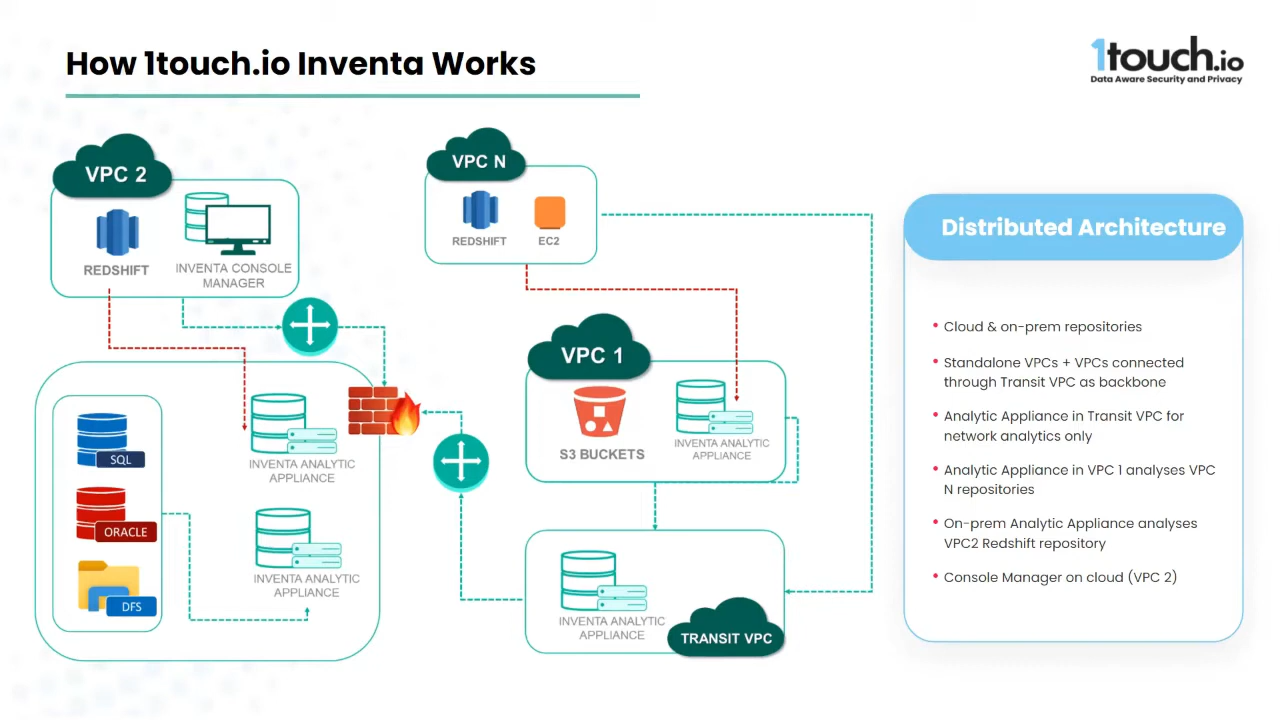 How 1touch.io Inventa Works
1touch.io
Data Aware Security and Privacy
VPC 2
REDSHIFT
INVENTA CONSOLE
MANAGER
VPC N
REDSHIFT
EC2
VPC 1
S3 BUCKETS
INVENTA ANALYTIC
APPLIANCE
SQL
ORACLE
DFS
INVENTA ANALYTIC
APPLIANCE
INVENTA ANALYTIC
APPLIANCE
INVENTA ANALYTIC
APPLIANCE
TRANSIT VPC
Distributed Architecture
• Cloud & on-prem repositories
• Standalone VPCs + VPCs connected
through Transit VPC as backbone
• Analytic Appliance in Transit VPC for
network analytics only
• Analytic Appliance in VPC 1 analyses VPC
N repositories
• On-prem Analytic Appliance analyses
VPC2 Redshift repository
• Console Manager on cloud (VPC 2)